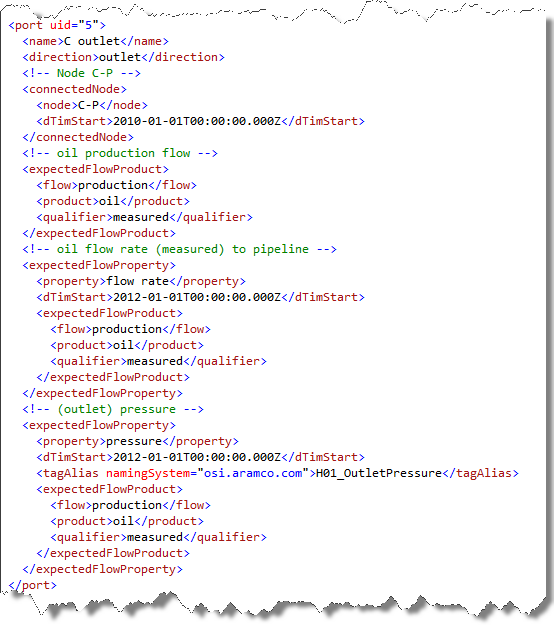 <port uid="5">
<name>C outlet</name>
<direction>outlet</direction>
<!-- Node C-P -->
<connectedNode>
<node>C-P</node>
<dTimStart>2010-01-01T00:00:00.000Z</dTimStart>
</connectedNode>
<!-- oil production flow -->
<expectedFlowProduct>
<flow>production</flow>
<product>oil</product>
<qualifier>measured</qualifier>
</expectedFlowProduct>
<!-- oil flow rate (measured) to pipeline -->
<expectedFlowProperty>
<property>flow rate</property>
<dTimStart>2012-01-01T00:00:00.000Z</dTimStart>
<expectedFlowProduct>
<flow>production</flow>
<product>oil</product>
<qualifier>measured</qualifier>
</expectedFlowProduct>
</expectedFlowProperty>
<!-- (outlet) pressure -->
<expectedFlowProperty>
<property>pressure</property>
<dTimStart>2012-01-01T00:00:00.000Z</dTimStart>
<tagAlias namingSystem="osi.aramco.com">H01_OutletPressure</tagAlias>
<expectedFlowProduct>
<flow>production</flow>
<product>oil</product>
<qualifier>measured</qualifier>
</expectedFlowProduct>
</expectedFlowProperty>
</port>